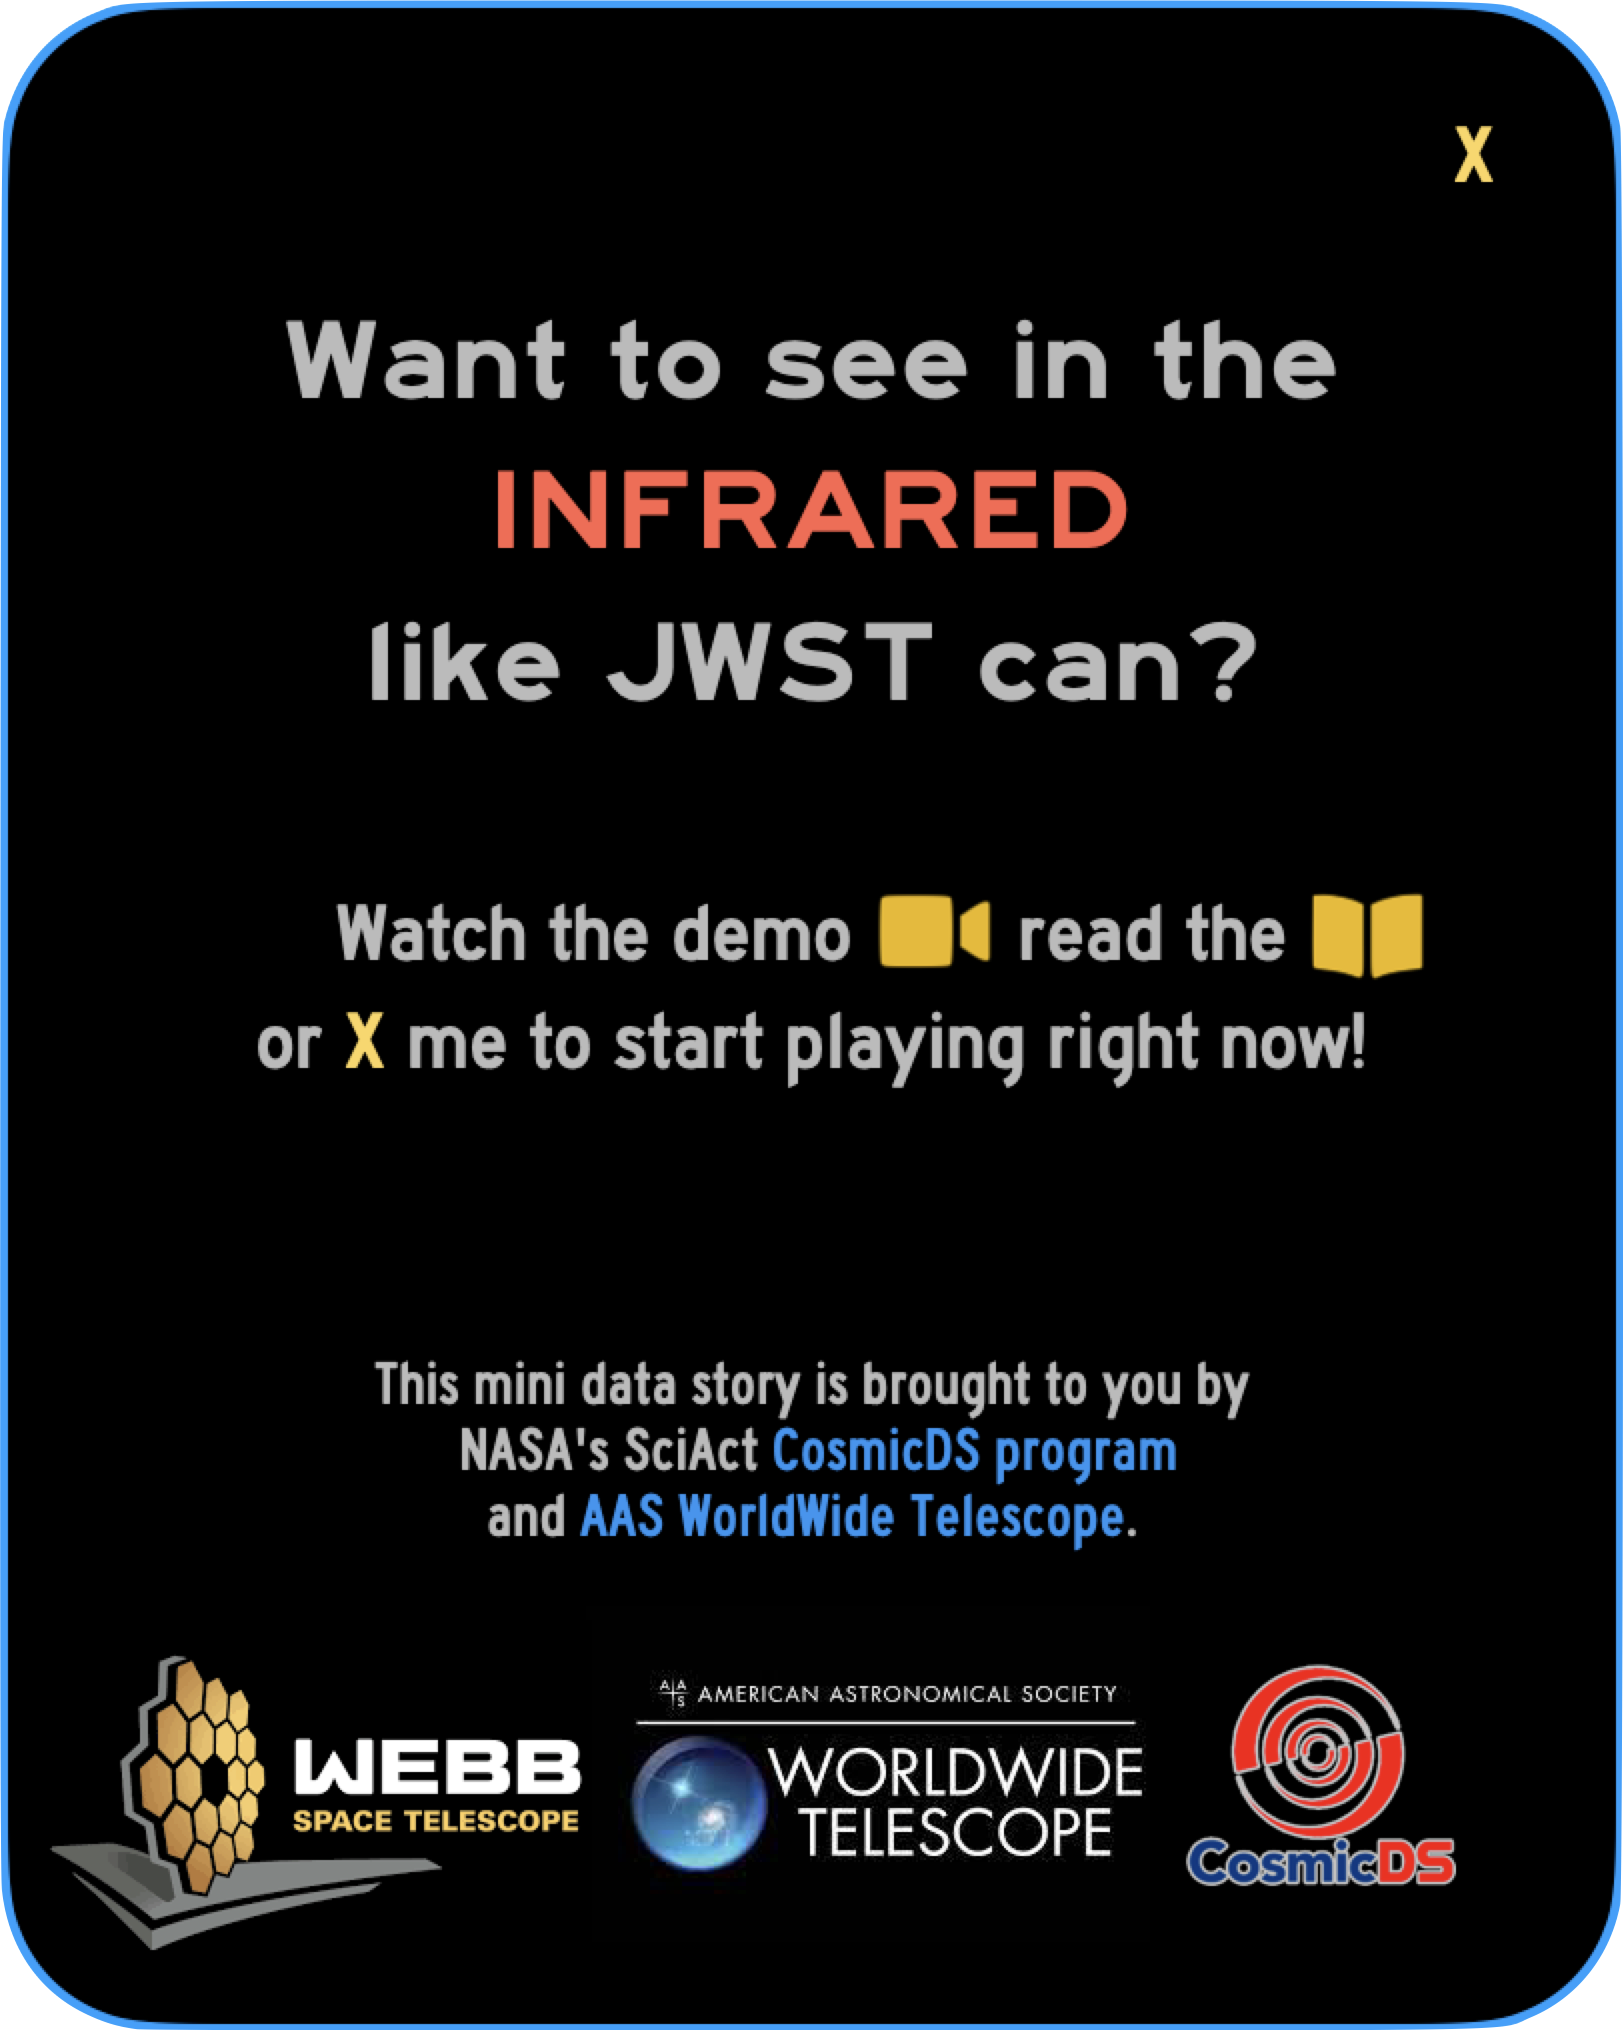 X
Want to see in the
INFRARED
like JWST can?
Watch the demo read the
or X me to start playing right now!
This mini data story is brought to you by
NASA's SciAct CosmicDS program
and AAS WorldWide Telescope.
WEBB
SPACE TELESCOPE
AAS AMERICAN ASTRONOMICAL SOCIETY
WORLDWIDE
TELESCOPE
CosmicDS